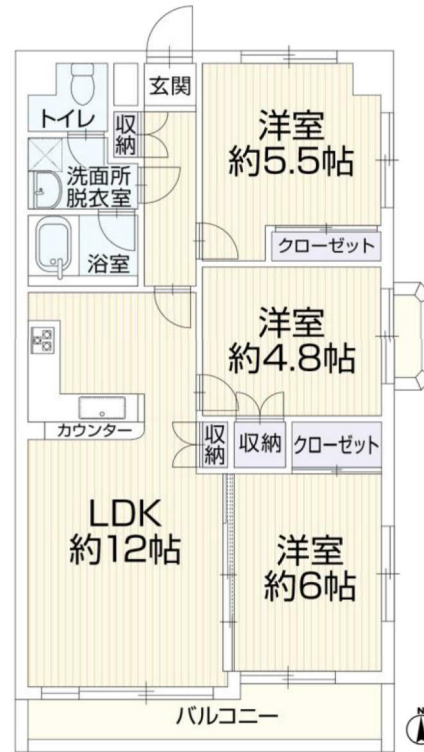 玄関
トイレ
収納
洋室
約5.5帖
洗面所
脱衣室
クローゼット
浴室
洋室
約4.8帖
カウンター
収納
収納
クローゼット
LDK
約12帖
洋室
約6帖
バルコニー
N